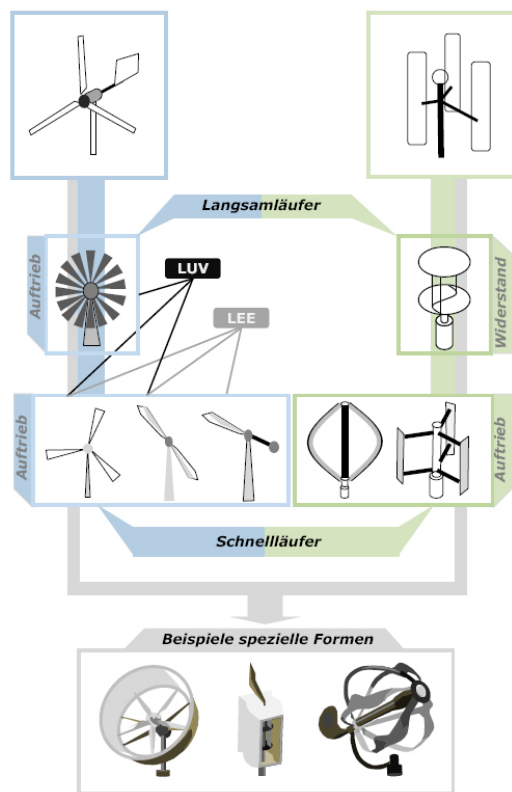 Langsamläufer
Auftrieb
LUV
LEE
Widerstand
Auftrieb
Auftrieb
Schnellläufer
Beispiele spezielle Formen